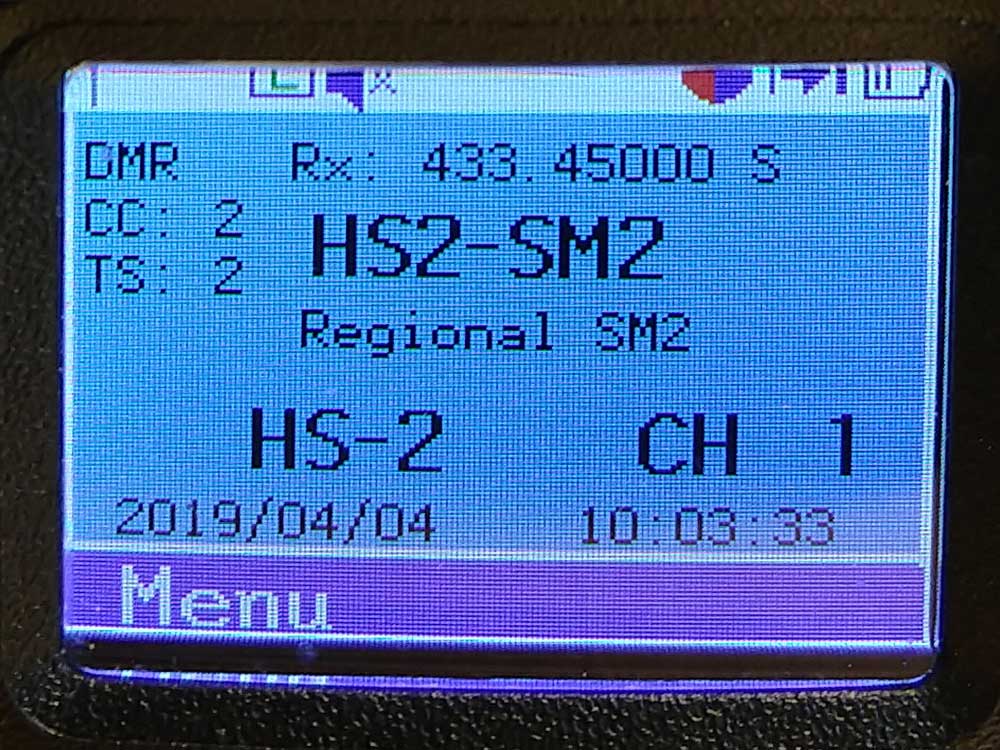 L x
DMR Rx: 433.45000 S
CC: 2
HS2-SM2
TS: 2
Regional SM2
HS-2 CH 1
2019/04/04 10:03:33
Menu